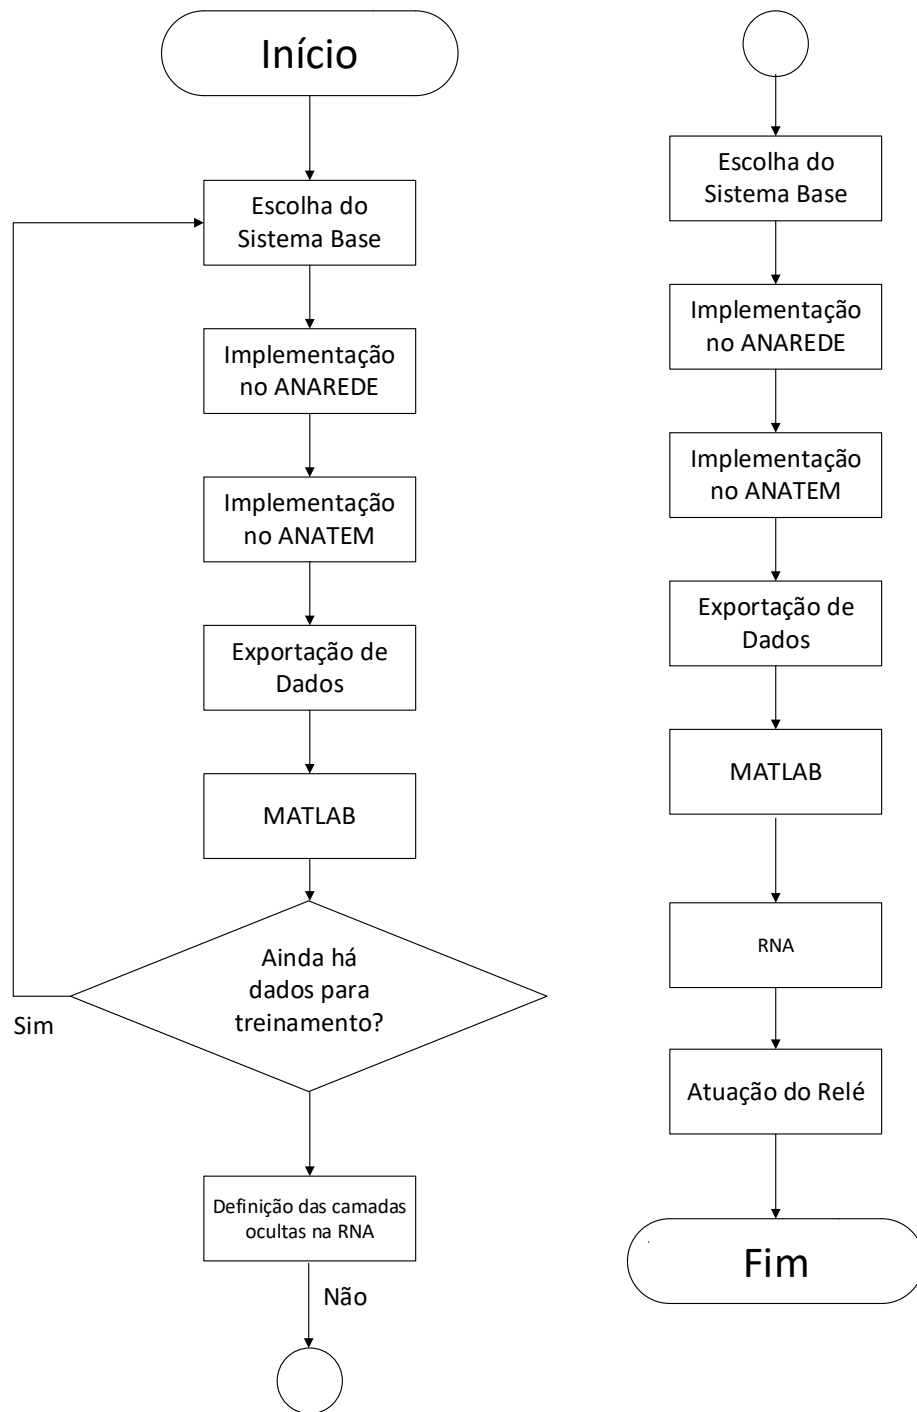 Início
Escolha do
Sistema Base
Implementação
no ANAREDE
Implementação
no ANATEM
Exportação de
Dados
MATLAB
Ainda há
dados para
treinamento?
Sim
Definição das camadas
ocultas na RNA
Não
Escolha do
Sistema Base
Implementação
no ANAREDE
Implementação
no ANATEM
Exportação de
Dados
MATLAB
RNA
Atuação do Relé
Fim